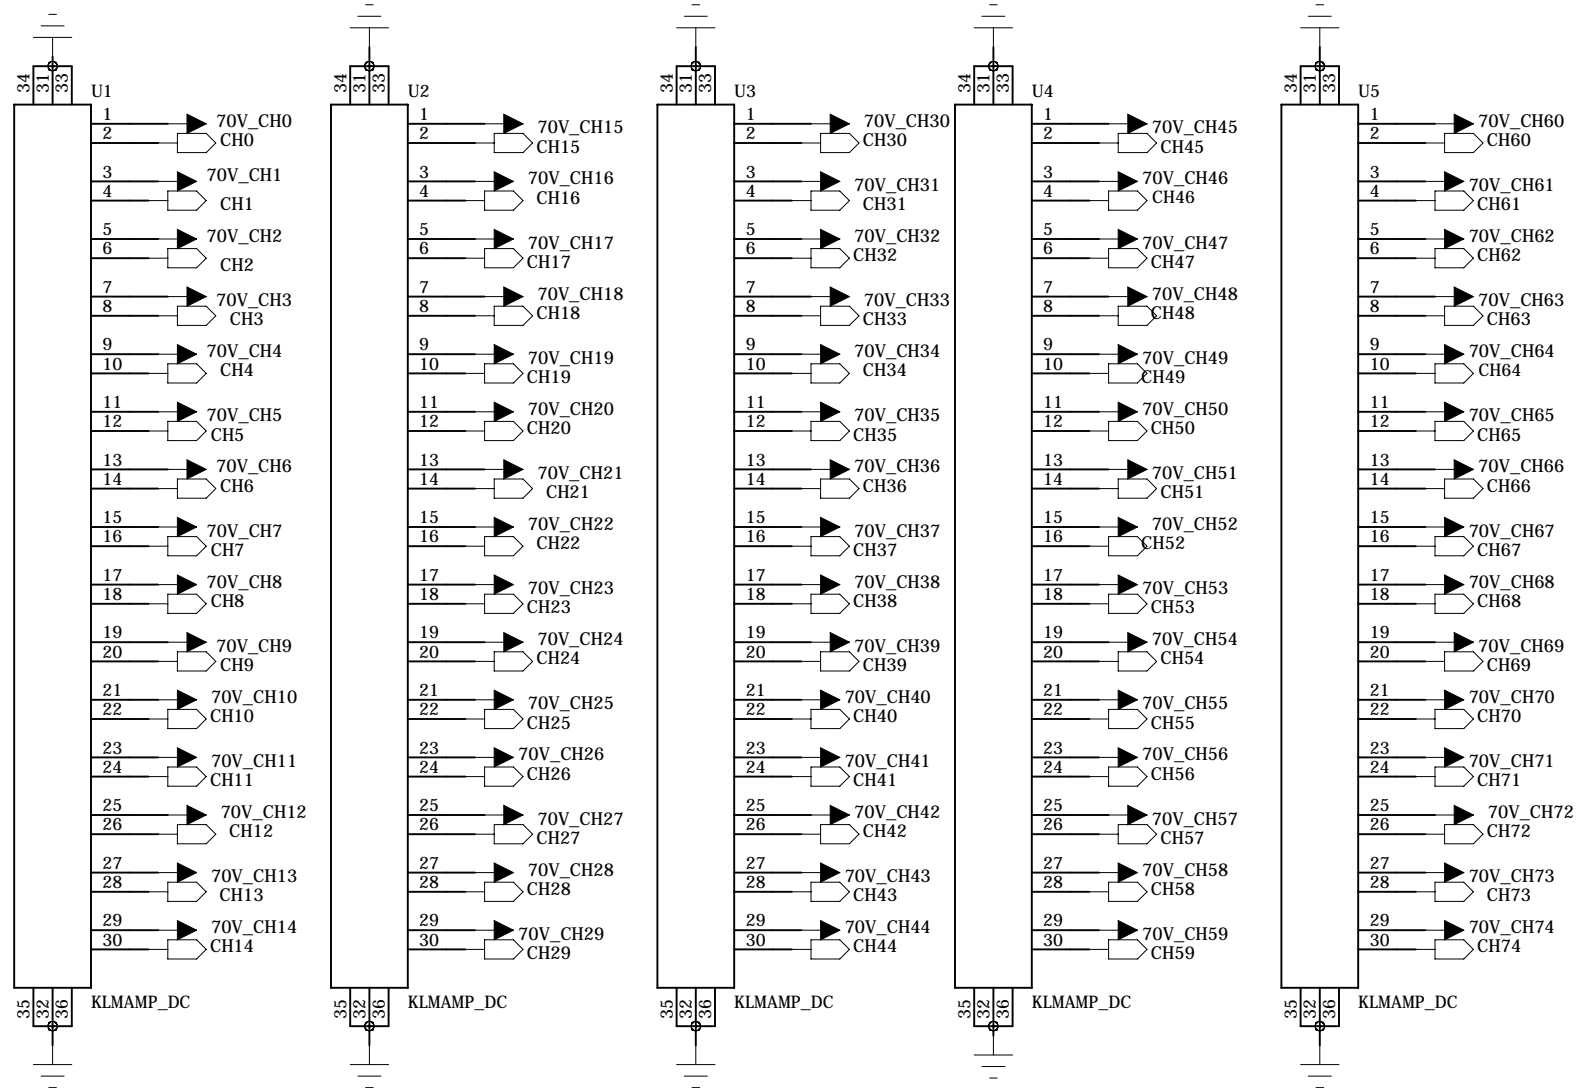 34 31 33
U1
1 70V_CH0
2 CH0
3 70V_CH1
4 CH1
5 70V_CH2
6 CH2
7 70V_CH3
8 CH3
9 70V_CH4
10 CH4
11 70V_CH5
12 CH5
13 70V_CH6
14 CH6
15 70V_CH7
16 CH7
17 70V_CH8
18 CH8
19 70V_CH9
20 CH9
21 70V_CH10
22 CH10
23 70V_CH11
24 CH11
25 70V_CH12
26 CH12
27 70V_CH13
28 CH13
29 70V_CH14
30 CH14
KLMAMP_DC
35 32 36
34 31 33
U2
1 70V_CH15
2 CH15
3 70V_CH16
4 CH16
5 70V_CH17
6 CH17
7 70V_CH18
8 CH18
9 70V_CH19
10 CH19
11 70V_CH20
12 CH20
13 70V_CH21
14 CH21
15 70V_CH22
16 CH22
17 70V_CH23
18 CH23
19 70V_CH24
20 CH24
21 70V_CH25
22 CH25
23 70V_CH26
24 CH26
25 70V_CH27
26 CH27
27 70V_CH28
28 CH28
29 70V_CH29
30 CH29
KLMAMP_DC
35 32 36
34 31 33
U3
1 70V_CH30
2 CH30
3 70V_CH31
4 CH31
5 70V_CH32
6 CH32
7 70V_CH33
8 CH33
9 70V_CH34
10 CH34
11 70V_CH35
12 CH35
13 70V_CH36
14 CH36
15 70V_CH37
16 CH37
17 70V_CH38
18 CH38
19 70V_CH39
20 CH39
21 70V_CH40
22 CH40
23 70V_CH41
24 CH41
25 70V_CH42
26 CH42
27 70V_CH43
28 CH43
29 70V_CH44
30 CH44
KLMAMP_DC
35 32 36
34 31 33
U4
1 70V_CH45
2 CH45
3 70V_CH46
4 CH46
5 70V_CH47
6 CH47
7 70V_CH48
8 CH48
9 70V_CH49
10 CH49
11 70V_CH50
12 CH50
13 70V_CH51
14 CH51
15 70V_CH52
16 CH52
17 70V_CH53
18 CH53
19 70V_CH54
20 CH54
21 70V_CH55
22 CH55
23 70V_CH56
24 CH56
25 70V_CH57
26 CH57
27 70V_CH58
28 CH58
29 70V_CH59
30 CH59
KLMAMP_DC
35 32 36
34 31 33
U5
1 70V_CH60
2 CH60
3 70V_CH61
4 CH61
5 70V_CH62
6 CH62
7 70V_CH63
8 CH63
9 70V_CH64
10 CH64
11 70V_CH65
12 CH65
13 70V_CH66
14 CH66
15 70V_CH67
16 CH67
17 70V_CH68
18 CH68
19 70V_CH69
20 CH69
21 70V_CH70
22 CH70
23 70V_CH71
24 CH71
25 70V_CH72
26 CH72
27 70V_CH73
28 CH73
29 70V_CH74
30 CH74
KLMAMP_DC
35 32 36